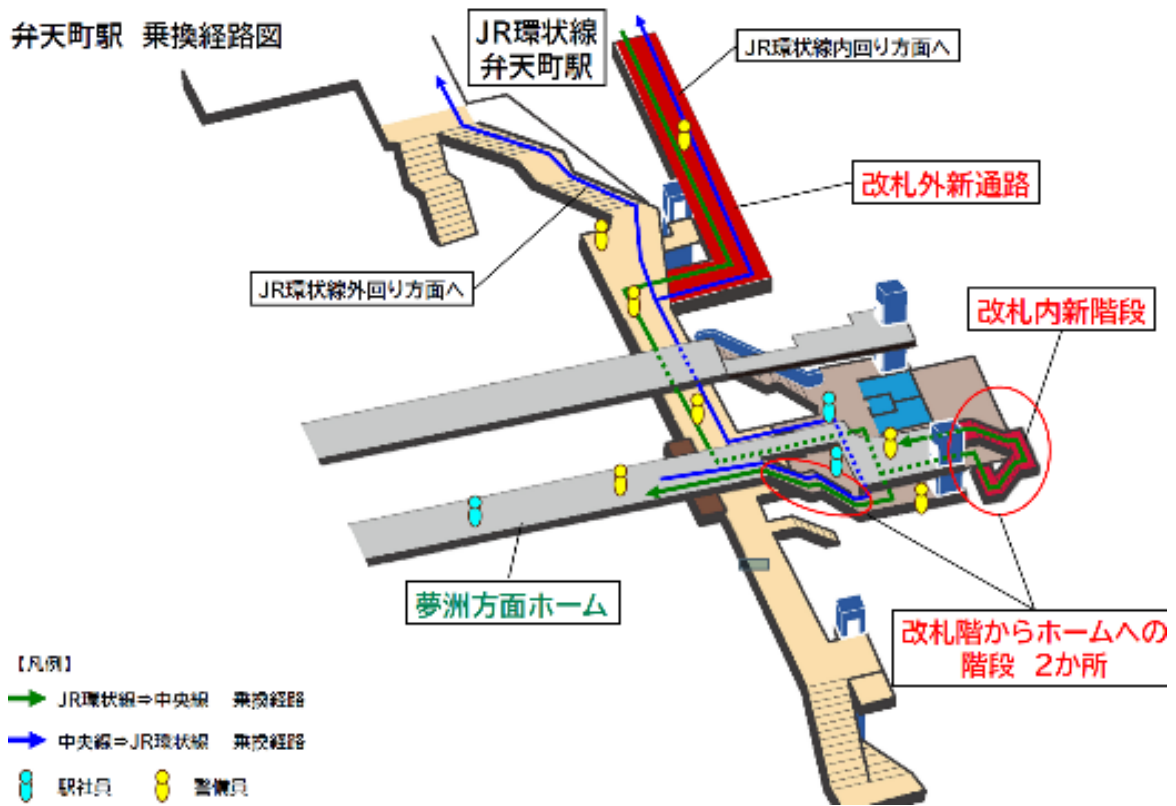 弁天町駅 乗換経路図
JR環状線
弁天町駅
JR環状線内回り方面へ
改札外新通路
JR環状線外回り方面へ
改札内新階段
夢洲方面ホーム
改札階からホームへの
階段 2か所
【凡例】
JR環状線⇒中央線 乗換経路
中央線⇒JR環状線 乗換経路
駅社員 警備員